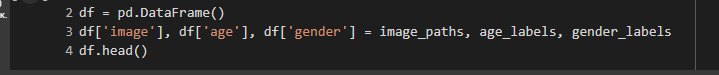 K.
2 df = pd.DataFrame()
3 df['image'], df['age'], df['gender'] = image_paths, age_labels, gender_labels
4 df.head()